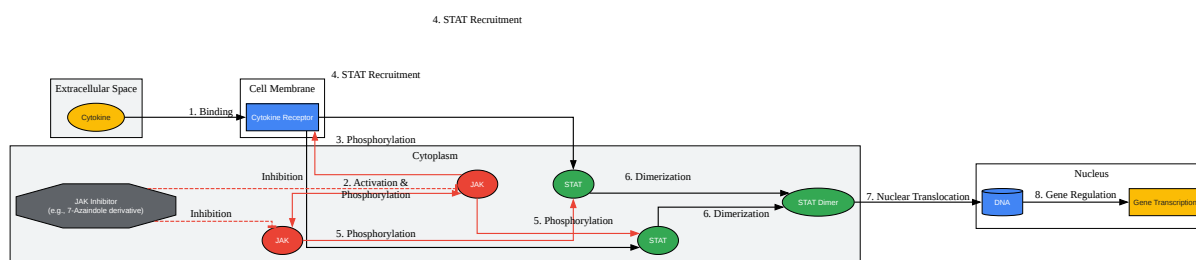 4. STAT Recruitment
4. STAT Recruitment
Extracellular Space
Cell Membrane
Cytokine
1. Binding
Cytokine Receptor
3. Phosphorylation
Cytoplasm
Nucleus
Inhibition
2. Activation &
Phosphorylation
JAK
STAT
6. Dimerization
JAK Inhibitor
(e.g., 7-Azaindole derivative)
STAT Dimer
7. Nuclear Translocation
DNA
8. Gene Regulation
Gene Transcription
Inhibition
5. Phosphorylation
6. Dimerization
JAK
5. Phosphorylation
STAT